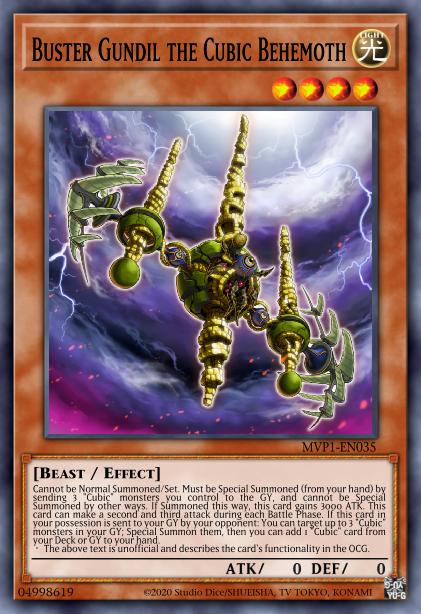 BUSTER GUNDIL THE CUBIC BEHEMOTH
LIGHT
光
MVP1-EN035
[BEAST / EFFECT]
Cannot be Normal Summoned/Set. Must be Special Summoned (from your hand) by
sending 3 "Cubic" monsters you control to the GY, and cannot be Special
Summoned by other ways. If Summoned this way, this card gains 3000 ATK. This
card can make a second and third attack during each Battle Phase. If this card in
your possession is sent to your GY by your opponent: You can target up to 3 "Cubic"
monsters in your GY; Special Summon them, then you can add 1 "Cubic" card from
your Deck or GY to your hand.
· The above text is unofficial and describes the card's functionality in the OCG.
ATK/ 0 DEF/ 0
04998619
©2020 Studio Dice/SHUEISHA, TV TOKYO, KONAMI